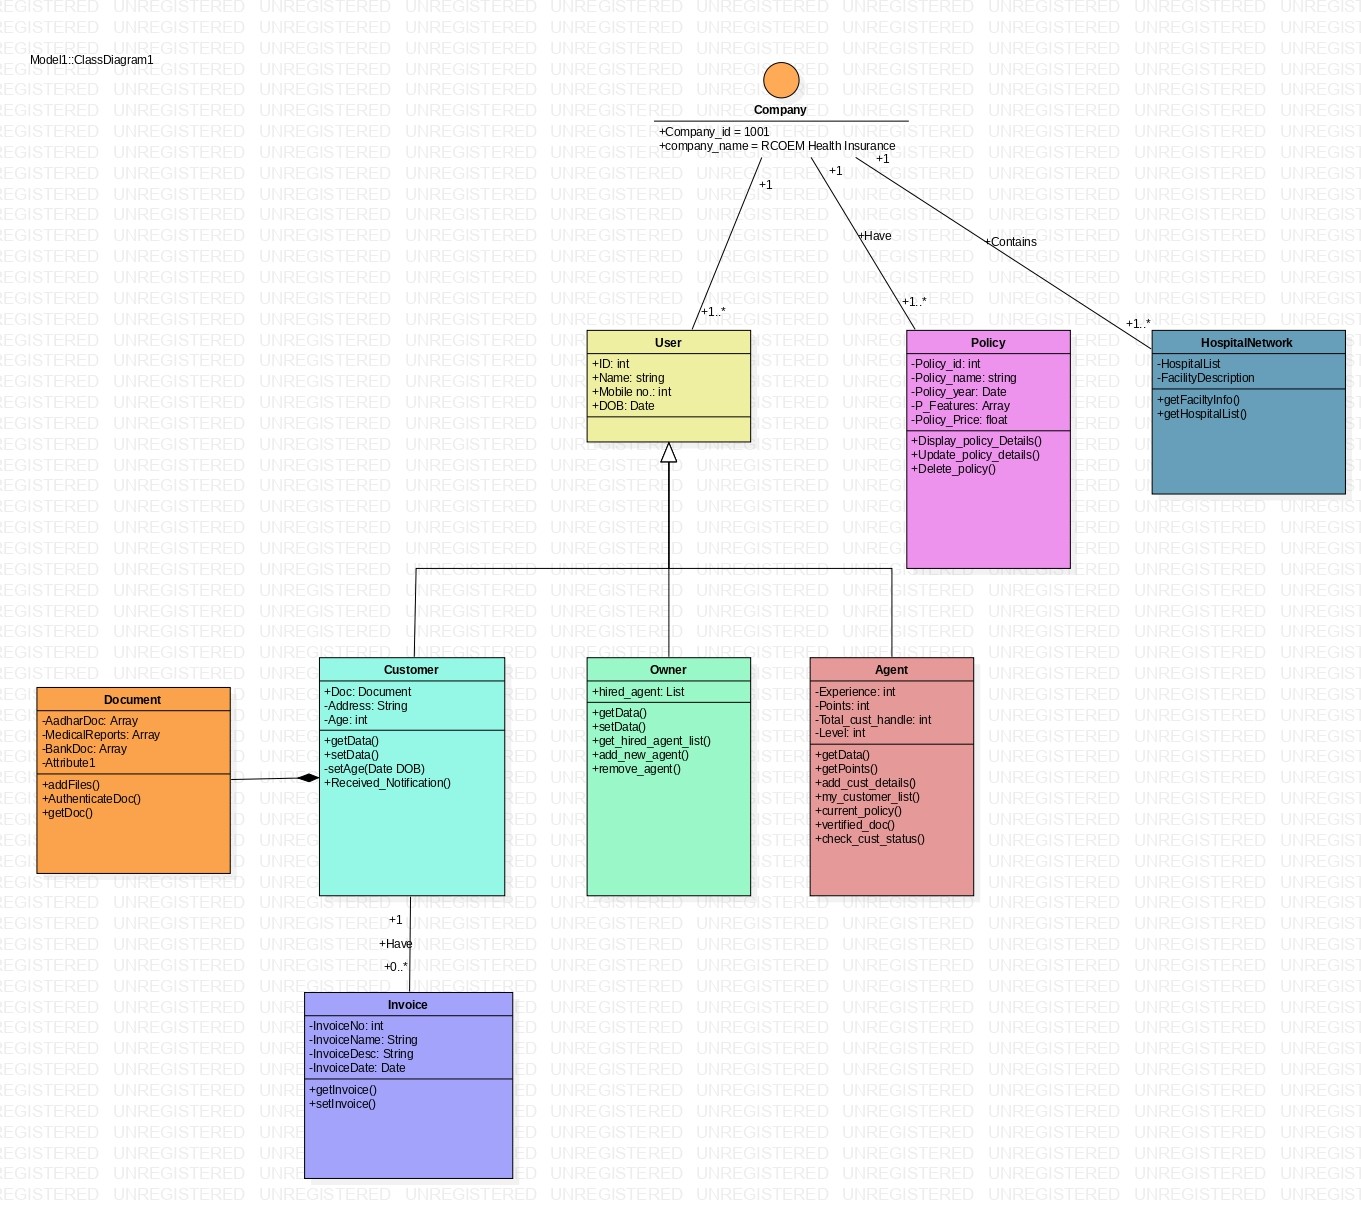 Model1::ClassDiagram1
Company
+Company_id = 1001
+company_name = RCOEM Health Insurance
+1
+1
+1
+Have
+Contains
+1..*
+1..*
+1..*
User
+ID: int
+Name: string
+Mobile no.: int
+DOB: Date
Policy
-Policy_id: int
-Policy_name: string
-Policy_year: Date
-P_Features: Array
-Policy_Price: float
+Display_policy_Details()
+Update_policy_details()
+Delete_policy()
HospitalNetwork
-HospitalList
-FacilityDescription
+getFaciltyInfo()
+getHospitalList()
Document
-AadharDoc: Array
-MedicalReports: Array
-BankDoc: Array
-Attribute1
+addFiles()
+AuthenticateDoc()
+getDoc()
Customer
+Doc: Document
-Address: String
-Age: int
+getData()
+setData()
-setAge(Date DOB)
+Received_Notification()
Owner
+hired_agent: List
+getData()
+setData()
+get_hired_agent_list()
+add_new_agent()
+remove_agent()
Agent
-Experience: int
-Points: int
-Total_cust_handle: int
-Level: int
+getData()
+getPoints()
+add_cust_details()
+my_customer_list()
+current_policy()
+vertified_doc()
+check_cust_status()
+1
+Have
+0..*
Invoice
-InvoiceNo: int
-InvoiceName: String
-InvoiceDesc: String
-InvoiceDate: Date
+getInvoice()
+setInvoice()
UNREGISTERED